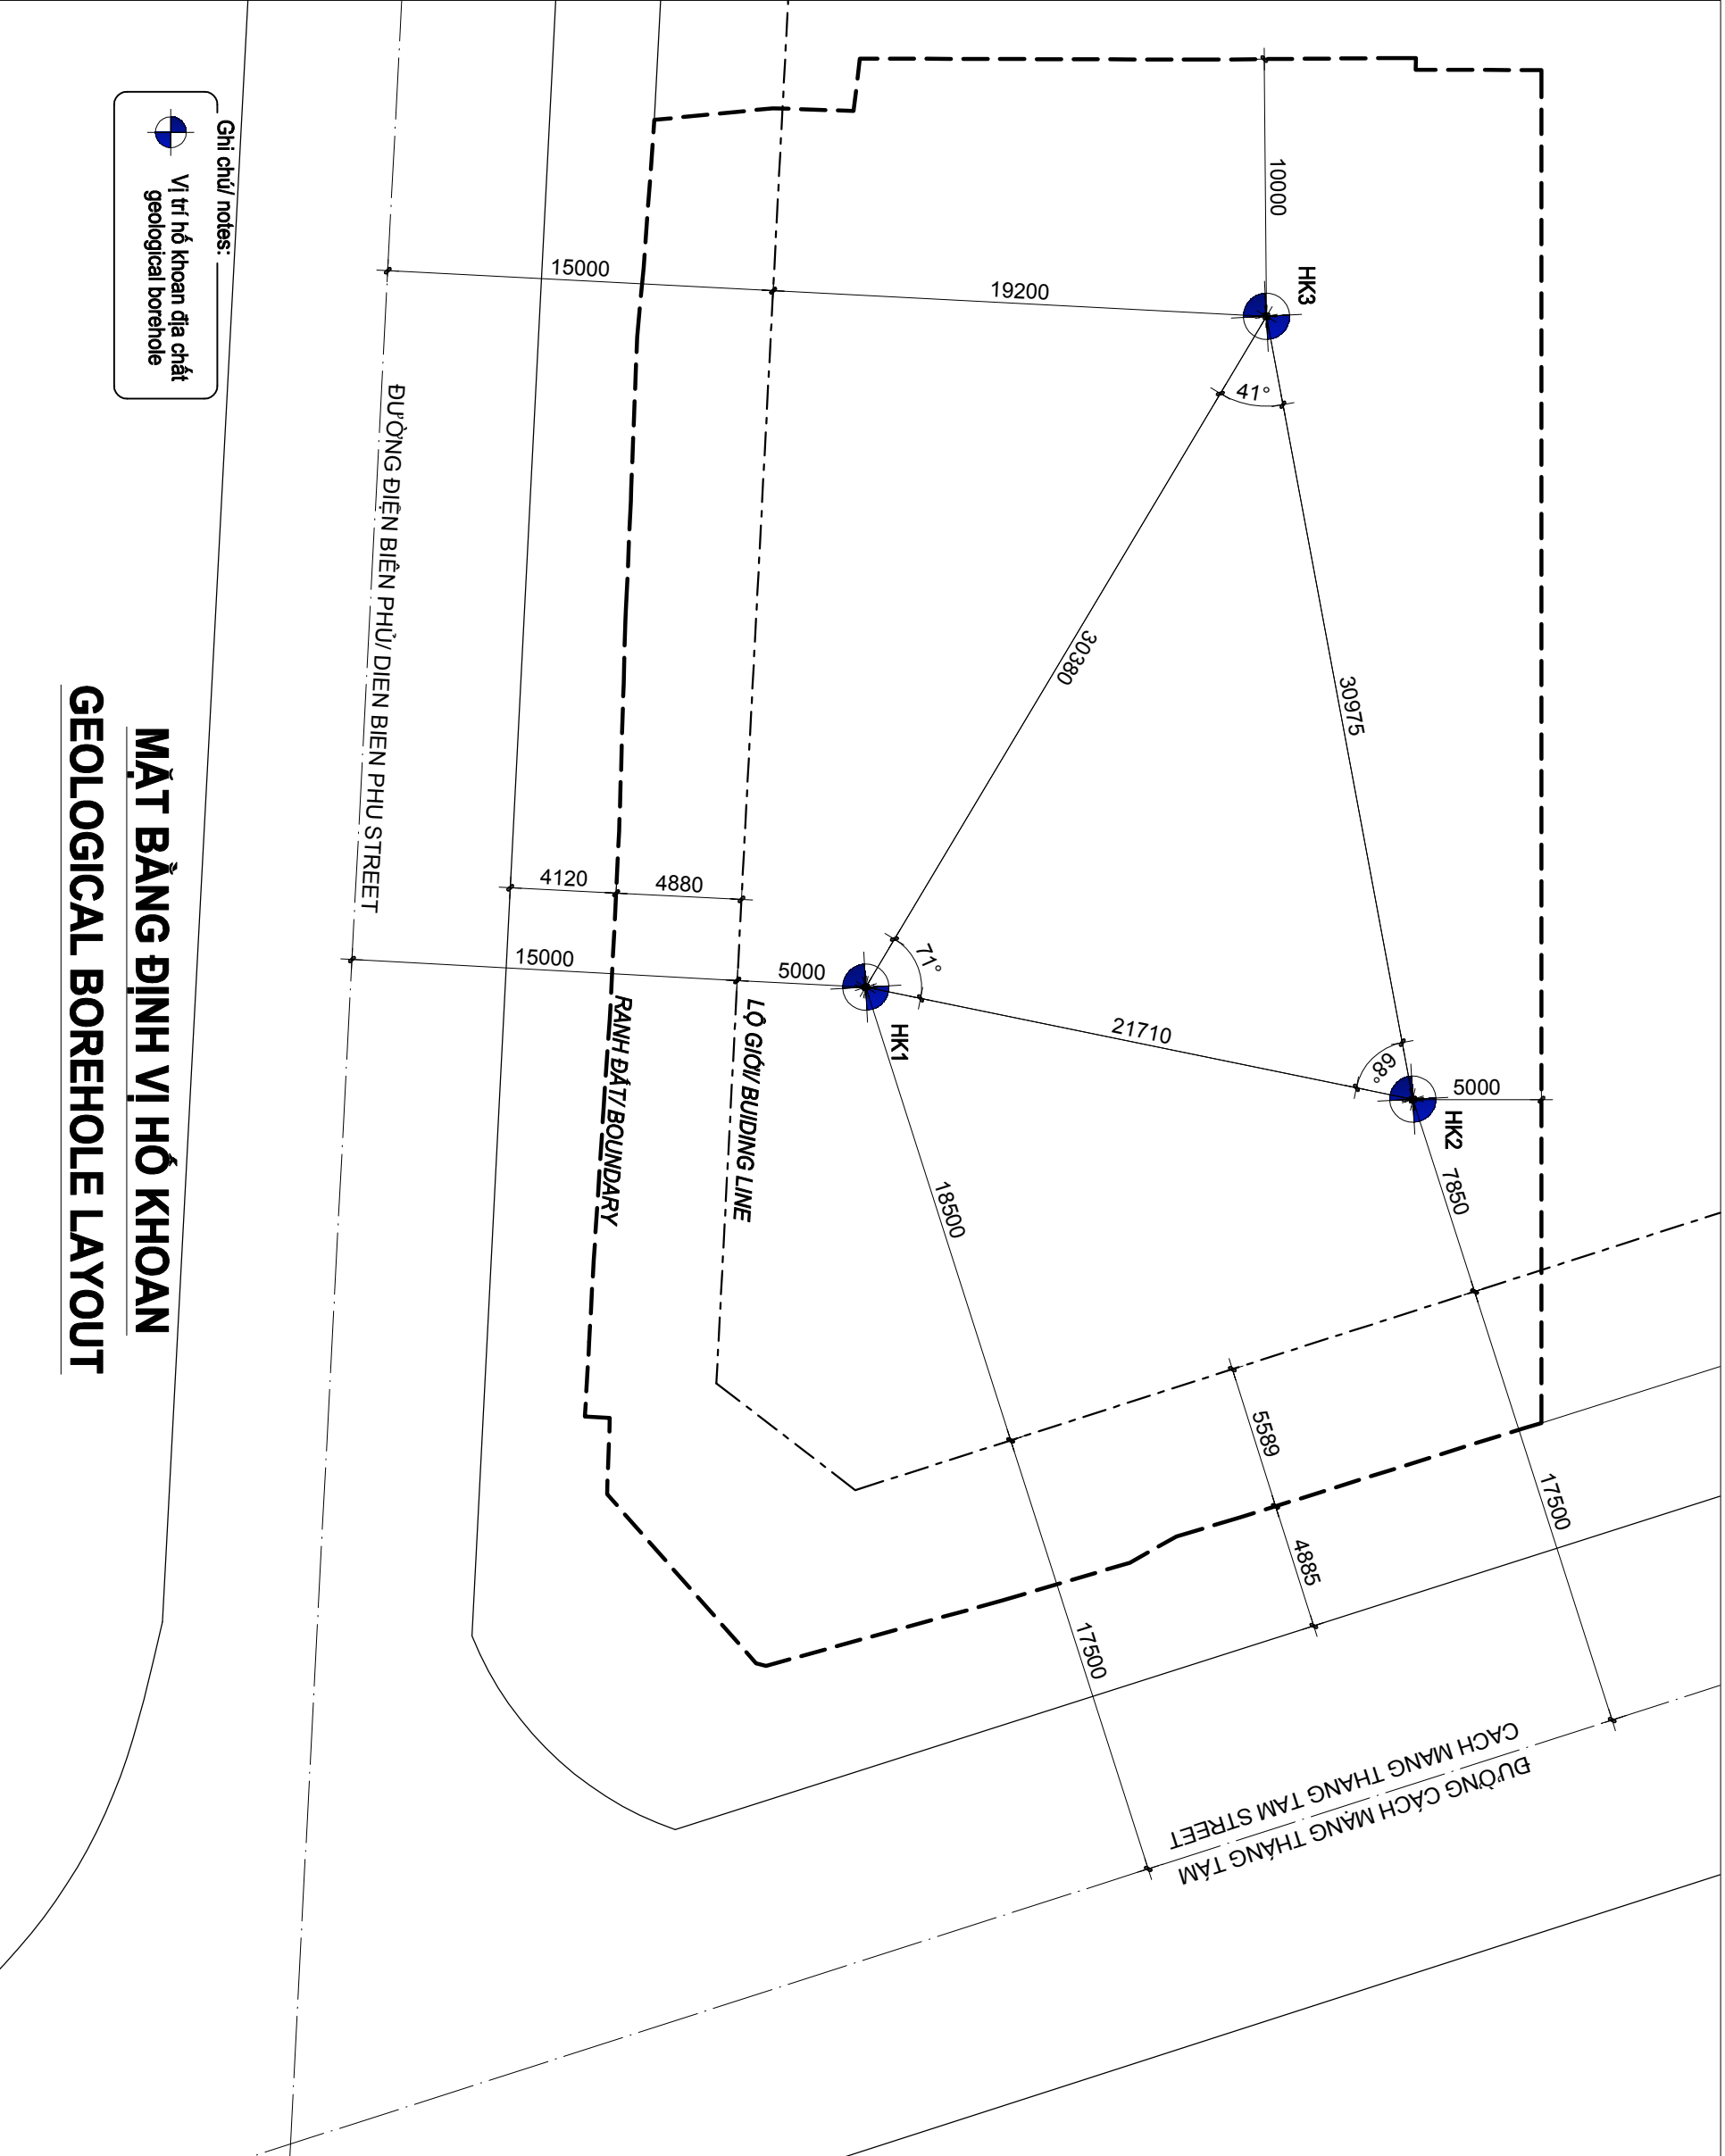 HK3
10000
41°
30975
30380
19200
15000
HK2
5000
7850
17500
68°
21710
71°
HK1
18500
17500
5589
4885
5000
15000
4880
4120
ĐƯỜNG CÁCH MẠNG THÁNG TÁM
CACH MANG THANG TAM STREET
LỘ GIỚI/ BUIDING LINE
RANH ĐẤT/ BOUNDARY
ĐƯỜNG ĐIỆN BIÊN PHỦ/ DIEN BIEN PHU STREET
Ghi chú/ notes:
Vị trí hố khoan địa chất
geological borehole
MẶT BẰNG ĐỊNH VỊ HỐ KHOAN
GEOLOGICAL BOREHOLE LAYOUT